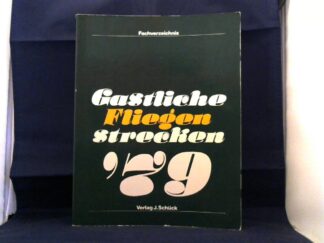 Fachverzeichnis
Gastliche
Fliegen
strecken
'79
Verlag J. Schück